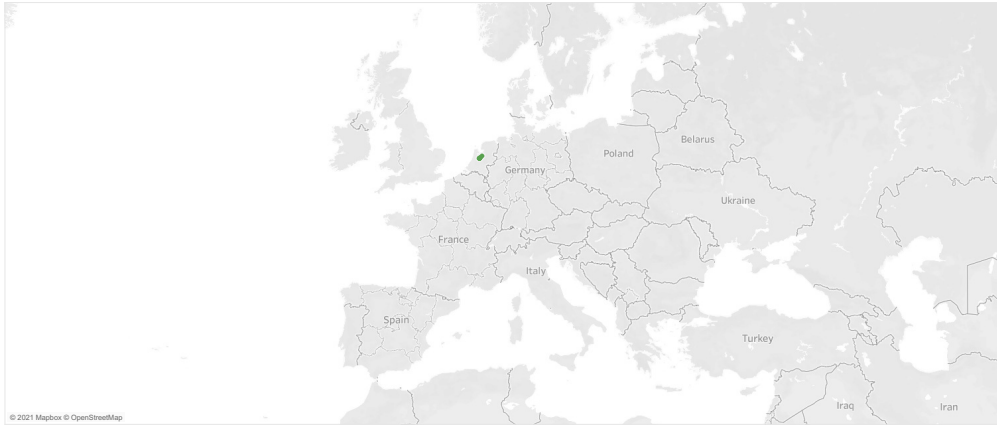 Belarus
Poland
Germany
Ukraine
France
Italy
Spain
Turkey
Iraq
Iran
© 2021 Mapbox © OpenStreetMap